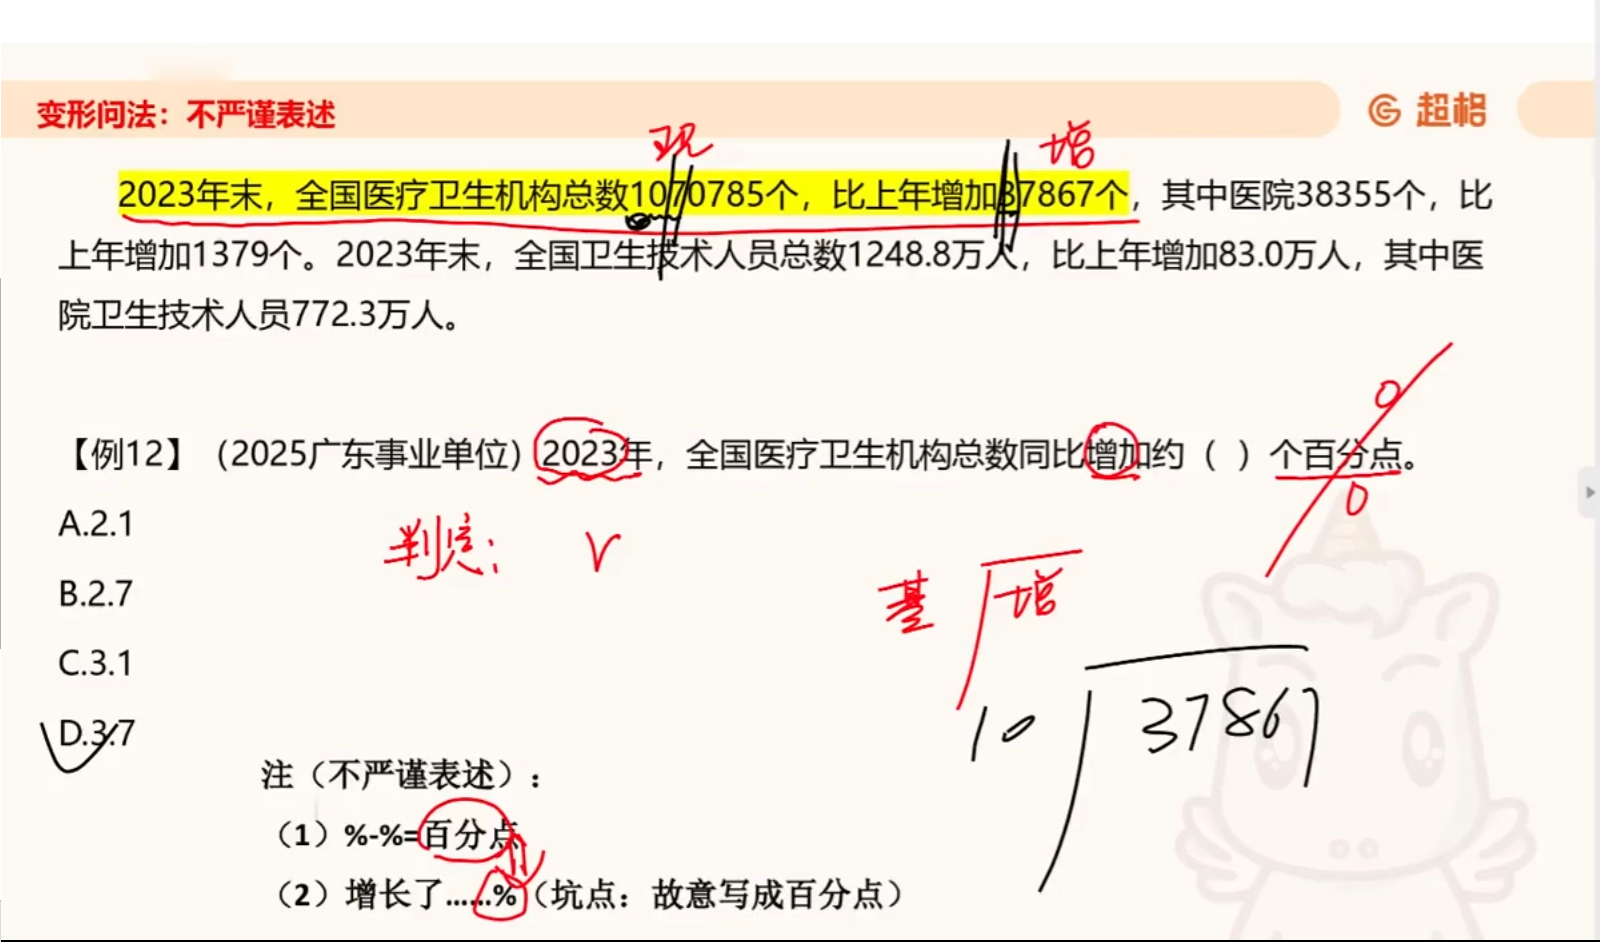 变形问法：不严谨表述
超格
现
增
2023年末，全国医疗卫生机构总数1070785个，比上年增加37867个，其中医院38355个，比
上年增加1379个。2023年末，全国卫生技术人员总数1248.8万人，比上年增加83.0万人，其中医
院卫生技术人员772.3万人。
【例12】（2025广东事业单位）2023年，全国医疗卫生机构总数同比增加约（ ）个百分点。
0
0
A.2.1
判定： r
B.2.7
基 增
C.3.1
D.3.7
10 37867
注（不严谨表述）：
（1）%-%=百分点
（2）增长了……%（坑点：故意写成百分点）